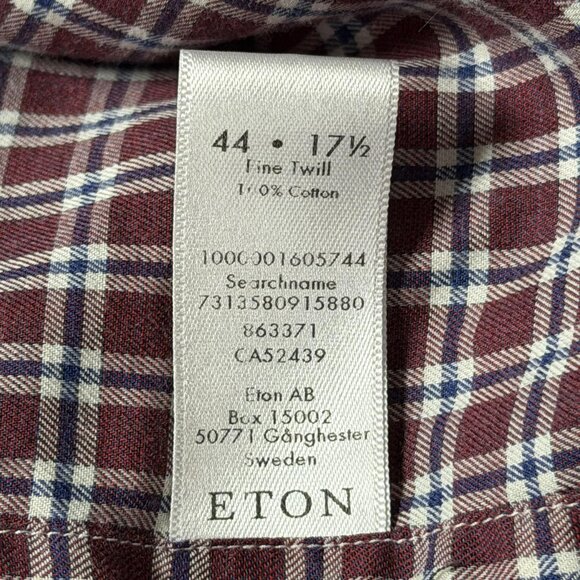 44 • 17½
Fine Twill
100% Cotton
1000001605744
Searchname
7313580915880
863371
CA52439
Eton AB
Box 15002
50771 Gånghester
Sweden
ETON